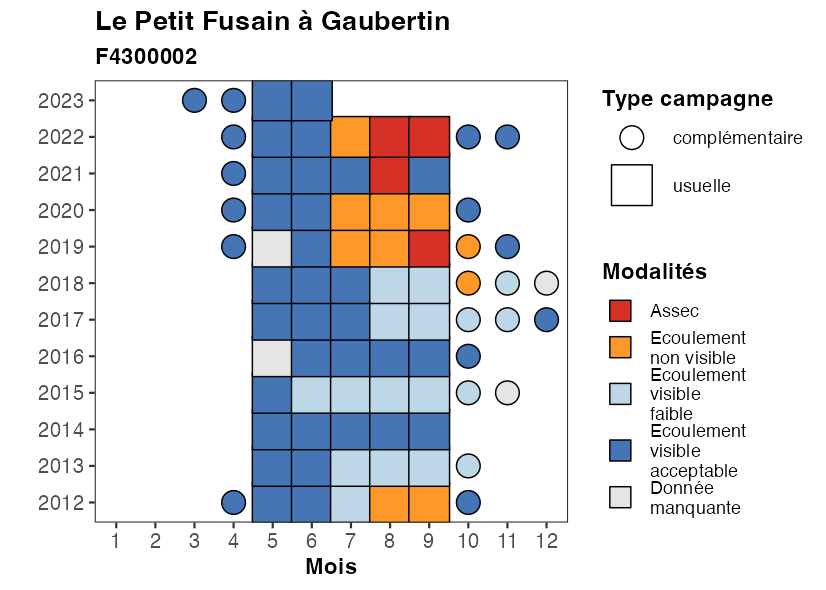 Le Petit Fusain à Gaubertin
F4300002
2023
2022
2021
2020
2019
2018
2017
2016
2015
2014
2013
2012
1 2 3 4 5 6 7 8 9 10 11 12
Mois
Type campagne
complémentaire
usuelle
Modalités
Assec
Ecoulement
non visible
Ecoulement
visible
faible
Ecoulement
visible
acceptable
Donnée
manquante